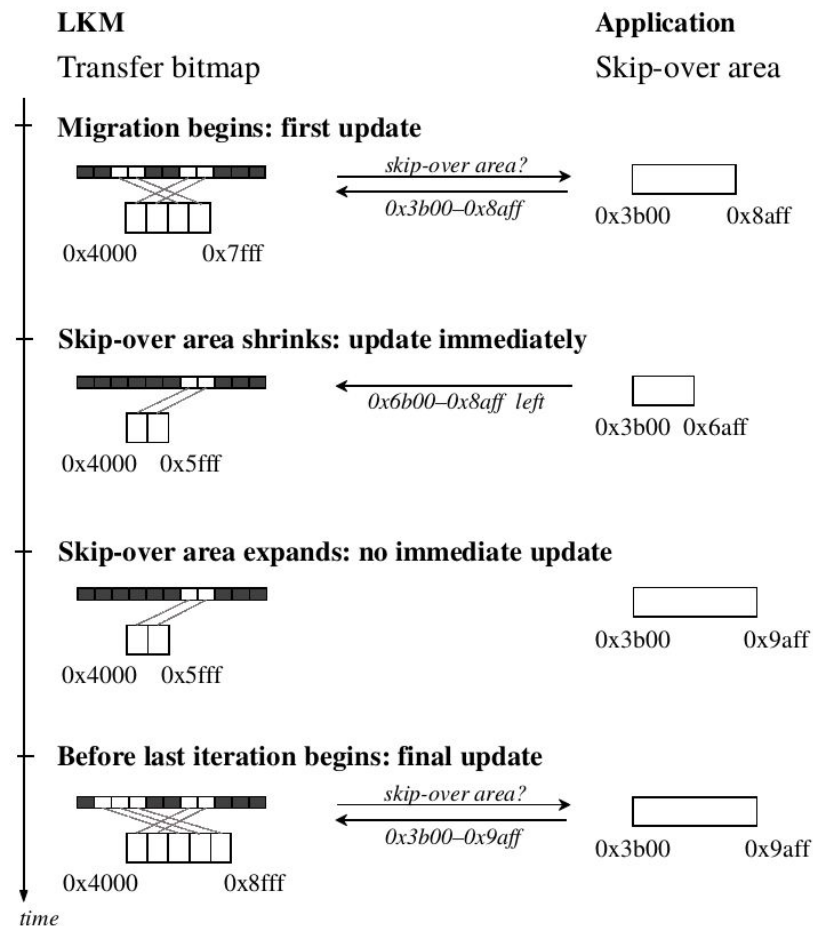 LKM
Application
Transfer bitmap
Skip-over area
Migration begins: first update
skip-over area?
0x3b00–0x8aff
0x3b00 0x8aff
0x4000 0x7fff
Skip-over area shrinks: update immediately
0x6b00–0x8aff left
0x3b00 0x6aff
0x4000 0x5fff
Skip-over area expands: no immediate update
0x3b00 0x9aff
0x4000 0x5fff
Before last iteration begins: final update
skip-over area?
0x3b00–0x9aff
0x3b00 0x9aff
0x4000 0x8fff
time